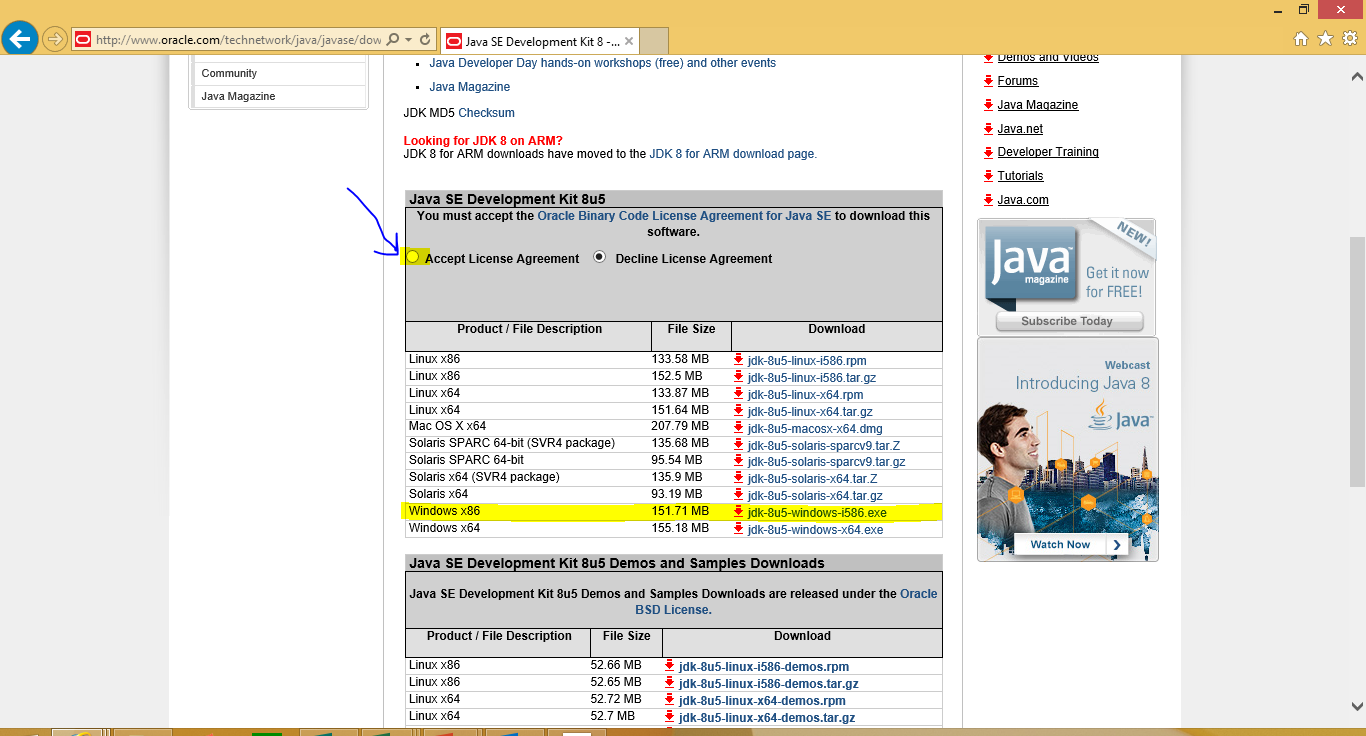 http://www.oracle.com/technetwork/java/javase/dow
Java SE Development Kit 8 -...
Community
Java Magazine
Java Developer Day hands-on workshops (free) and other events
Java Magazine
JDK MD5 Checksum
Looking for JDK 8 on ARM?
JDK 8 for ARM downloads have moved to the JDK 8 for ARM download page.
Java SE Development Kit 8u5
You must accept the Oracle Binary Code License Agreement for Java SE to download this
software.
Accept License Agreement Decline License Agreement
Product / File Description File Size Download
Linux x86 133.58 MB jdk-8u5-linux-i586.rpm
Linux x86 152.5 MB jdk-8u5-linux-i586.tar.gz
Linux x64 133.87 MB jdk-8u5-linux-x64.rpm
Linux x64 151.64 MB jdk-8u5-linux-x64.tar.gz
Mac OS X x64 207.79 MB jdk-8u5-macosx-x64.dmg
Solaris SPARC 64-bit (SVR4 package) 135.68 MB jdk-8u5-solaris-sparcv9.tar.Z
Solaris SPARC 64-bit 95.54 MB jdk-8u5-solaris-sparcv9.tar.gz
Solaris x64 (SVR4 package) 135.9 MB jdk-8u5-solaris-x64.tar.Z
Solaris x64 93.19 MB jdk-8u5-solaris-x64.tar.gz
Windows x86 151.71 MB jdk-8u5-windows-i586.exe
Windows x64 155.18 MB jdk-8u5-windows-x64.exe
Java SE Development Kit 8u5 Demos and Samples Downloads
Java SE Development Kit 8u5 Demos and Samples Downloads are released under the Oracle
BSD License.
Product / File Description File Size Download
Linux x86 52.66 MB jdk-8u5-linux-i586-demos.rpm
Linux x86 52.65 MB jdk-8u5-linux-i586-demos.tar.gz
Linux x64 52.72 MB jdk-8u5-linux-x64-demos.rpm
Linux x64 52.7 MB jdk-8u5-linux-x64-demos.tar.gz
Demos and Videos
Forums
Java Magazine
Java.net
Developer Training
Tutorials
Java.com
NEW!
Java™
magazine
Get it now
for FREE!
Subscribe Today
Webcast
Introducing Java 8
Java™
Watch Now